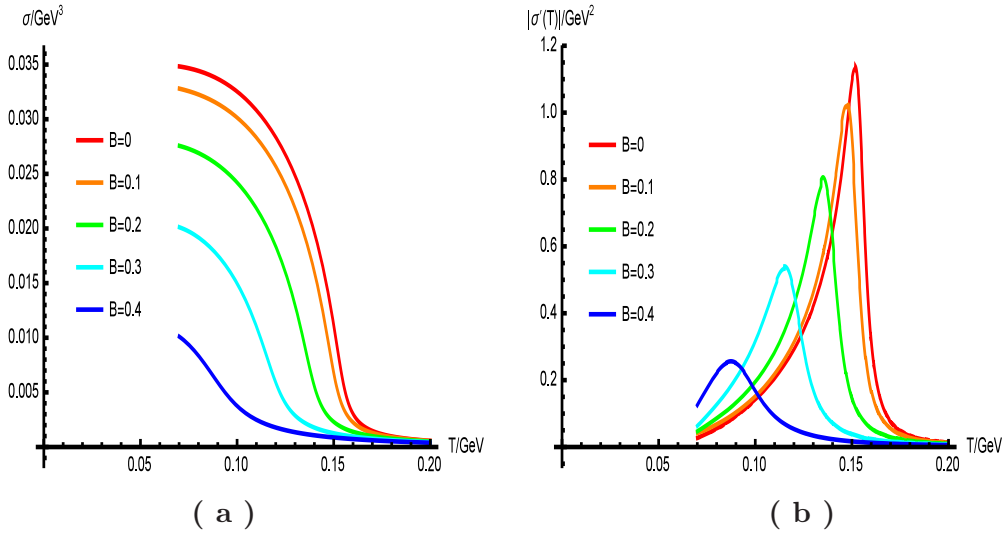 σ/GeV³
0.035
0.030
0.025
0.020
0.015
0.010
0.005
B=0
B=0.1
B=0.2
B=0.3
B=0.4
0.05
0.10
0.15
0.20
T/GeV
( a )
|σ′(T)|/GeV²
1.2
1.0
0.8
0.6
0.4
0.2
B=0
B=0.1
B=0.2
B=0.3
B=0.4
0.05
0.10
0.15
0.20
T/GeV
( b )